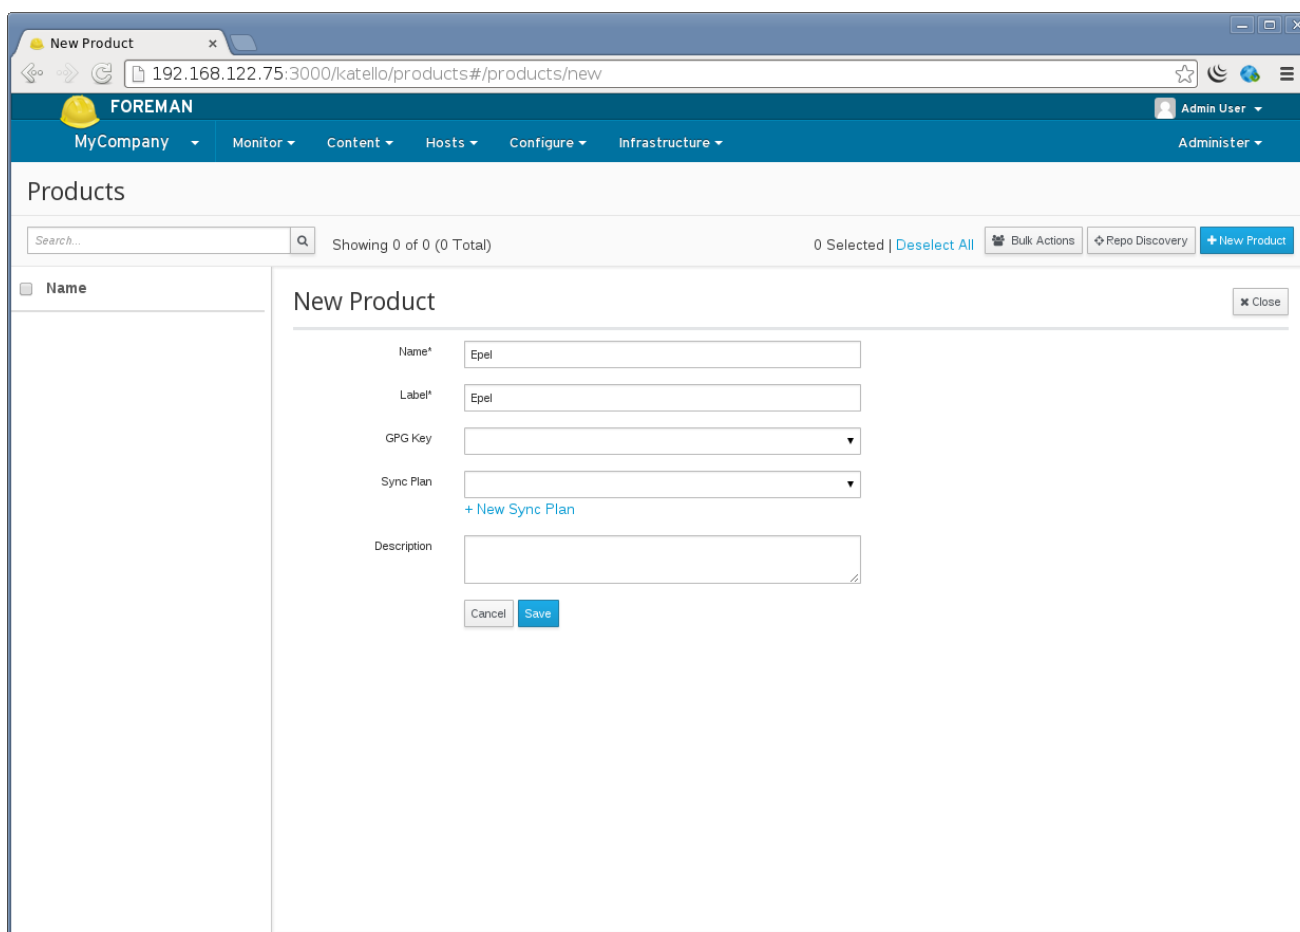 New Product
192.168.122.75:3000/katello/products#/products/new
FOREMAN
Admin User
MyCompany Monitor Content Hosts Configure Infrastructure Administer
Products
Search...
Showing 0 of 0 (0 Total)
0 Selected | Deselect All
Bulk Actions
Repo Discovery
+ New Product
Name
New Product
Close
Name* Epel
Label* Epel
GPG Key
Sync Plan
+ New Sync Plan
Description
Cancel Save